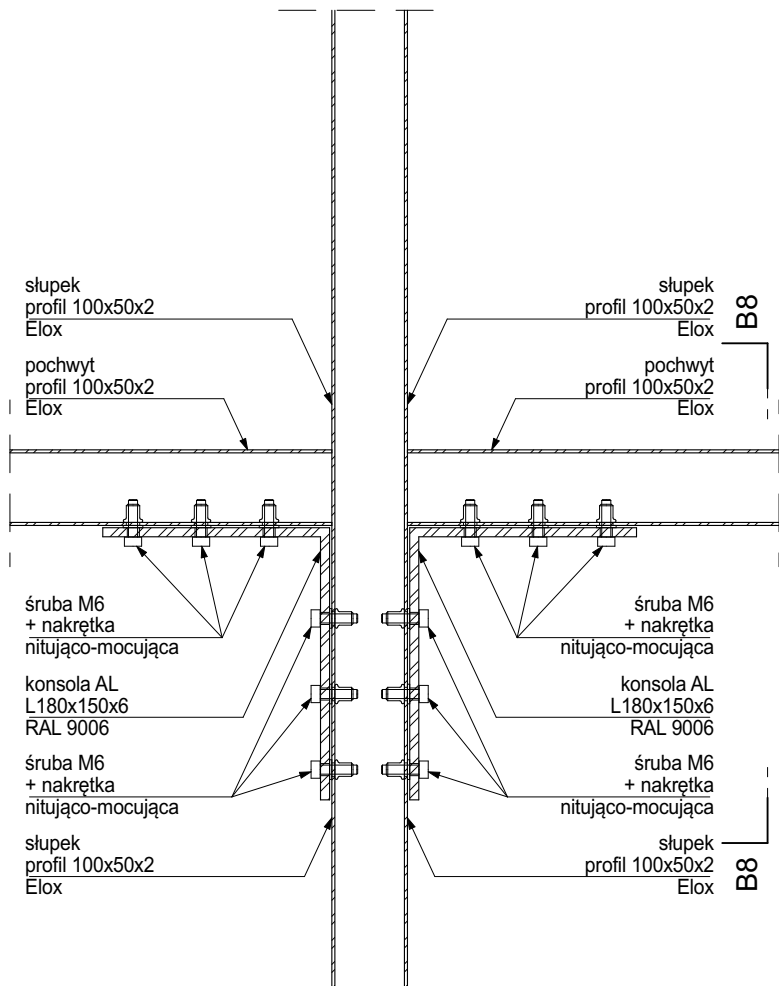 słupek
profil 100x50x2
Elox
pochwyt
profil 100x50x2
Elox
śruba M6
+ nakrętka
nitująco-mocująca
konsola AL
L180x150x6
RAL 9006
śruba M6
+ nakrętka
nitująco-mocująca
słupek
profil 100x50x2
Elox
słupek
profil 100x50x2
Elox
B8
pochwyt
profil 100x50x2
Elox
śruba M6
+ nakrętka
nitująco-mocująca
konsola AL
L180x150x6
RAL 9006
śruba M6
+ nakrętka
nitująco-mocująca
słupek
profil 100x50x2
Elox
B8